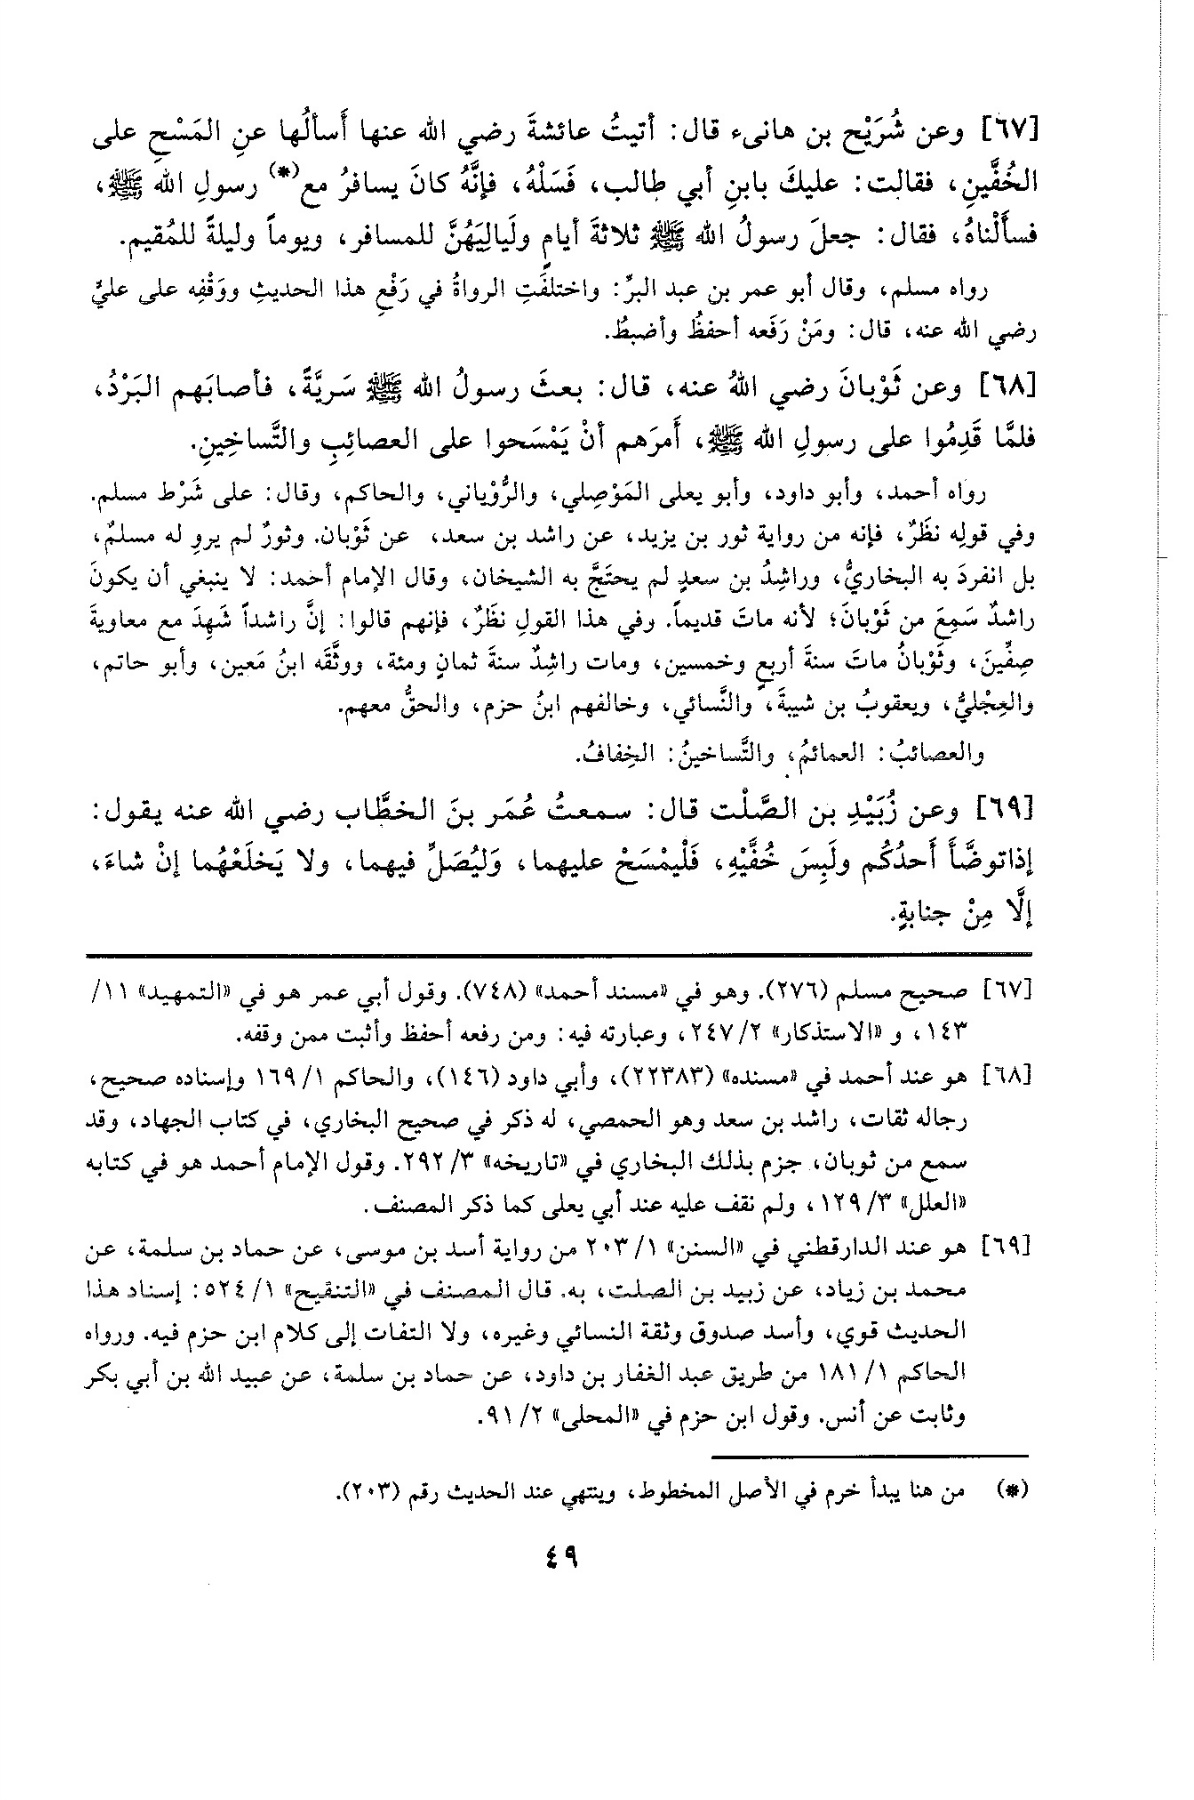 [٦٧] وعن شُرَيْح بن هانىء قال: أتيتُ عائشةَ رضي الله عنها أَسألُها عنِ المَسْحِ على
الخُفَّينِ، فقالت: عليكَ بابنِ أبي طالب، فَسَلْهُ، فإنَّهُ كانَ يسافرُ مع(*) رسولِ الله ﷺ،
فسأَلْناهُ، فقال: جعلَ رسولُ الله ﷺ ثلاثةَ أيامٍ ولَيالِيَهُنَّ للمسافر، ويوماً وليلةً للمُقيم.
رواه مسلم، وقال أبو عمر بن عبد البرِّ: واختلفَتِ الرواةُ في رَفْعِ هذا الحديثِ ووَقْفِه على عليٍّ
رضي الله عنه، قال: ومَنْ رَفَعه أحفظُ وأضبطُ.
[٦٨] وعن ثَوْبانَ رضي اللهُ عنه، قال: بعثَ رسولُ الله ﷺ سَريَّةً، فأصابَهم البَرْدُ،
فلمَّا قَدِمُوا على رسولِ الله ﷺ، أَمرَهم أنْ يَمْسَحوا على العصائِبِ والتَّساخِينِ.
رواه أحمد، وأبو داود، وأبو يعلى المَوْصِلي، والرُّوْياني، والحاكم، وقال: على شَرْط مسلم.
وفي قولِه نظَرٌ، فإنه من رواية ثور بن يزيد، عن راشد بن سعد، عن ثَوْبان. وثورٌ لم يروِ له مسلمٌ،
بل انفردَ به البخاريُّ، وراشِدُ بن سعدٍ لم يحتَجَّ به الشيخان، وقال الإمام أحمد: لا ينبغي أن يكونَ
راشدٌ سَمِعَ من ثَوْبانَ؛ لأنه ماتَ قديماً. وفي هذا القولِ نظَرٌ، فإنهم قالوا: إنَّ راشداً شَهِدَ مع معاويةَ
صِفِّينَ، وثَوْبانُ ماتَ سنةَ أربعٍ وخمسين، ومات راشِدٌ سنةَ ثمانٍ ومئة، ووثَّقَه ابنُ مَعين، وأبو حاتم،
والعِجْليُّ، ويعقوبُ بن شيبةَ، والنَّسائي، وخالفهم ابنُ حزم، والحقُّ معهم.
والعصائبُ: العمائمُ، والتَّساخينُ: الخِفافُ.
[٦٩] وعن زُبَيْدِ بن الصَّلْت قال: سمعتُ عُمَر بنَ الخطَّاب رضي الله عنه يقول:
إذاتوضَّأَ أَحدُكُم ولَبِسَ خُفَّيْهِ، فَلْيمْسَحْ عليهما، وَليُصَلِّ فيهما، ولا يَخلَعْهُما إنْ شاءَ،
إلَّا مِنْ جنابةٍ.
[٦٧] صحيح مسلم (٢٧٦). وهو في «مسند أحمد» (٧٤٨). وقول أبي عمر هو في «التمهيد» ١١/
١٤٣، و «الاستذكار» ٢/ ٢٤٧، وعبارته فيه: ومن رفعه أحفظ وأثبت ممن وقفه.
[٦٨] هو عند أحمد في «مسنده» (٢٢٣٨٣)، وأبي داود (١٤٦)، والحاكم ١/ ١٦٩ وإسناده صحيح،
رجاله ثقات، راشد بن سعد وهو الحمصي، له ذكر في صحيح البخاري، في كتاب الجهاد، وقد
سمع من ثوبان، جزم بذلك البخاري في «تاريخه» ٣/ ٢٩٢. وقول الإمام أحمد هو في كتابه
«العلل» ٣/ ١٢٩، ولم نقف عليه عند أبي يعلى كما ذكر المصنف.
[٦٩] هو عند الدارقطني في «السنن» ١/ ٢٠٣ من رواية أسد بن موسى، عن حماد بن سلمة، عن
محمد بن زياد، عن زبيد بن الصلت، به. قال المصنف في «التنقيح» ١/ ٥٢٤: إسناد هذا
الحديث قوي، وأسد صدوق وثقة النسائي وغيره، ولا التفات إلى كلام ابن حزم فيه. ورواه
الحاكم ١/ ١٨١ من طريق عبد الغفار بن داود، عن حماد بن سلمة، عن عبيد الله بن أبي بكر
وثابت عن أنس. وقول ابن حزم في «المحلى» ٢/ ٩١.
(*) من هنا يبدأ خرم في الأصل المخطوط، وينتهي عند الحديث رقم (٢٠٣).
٤٩